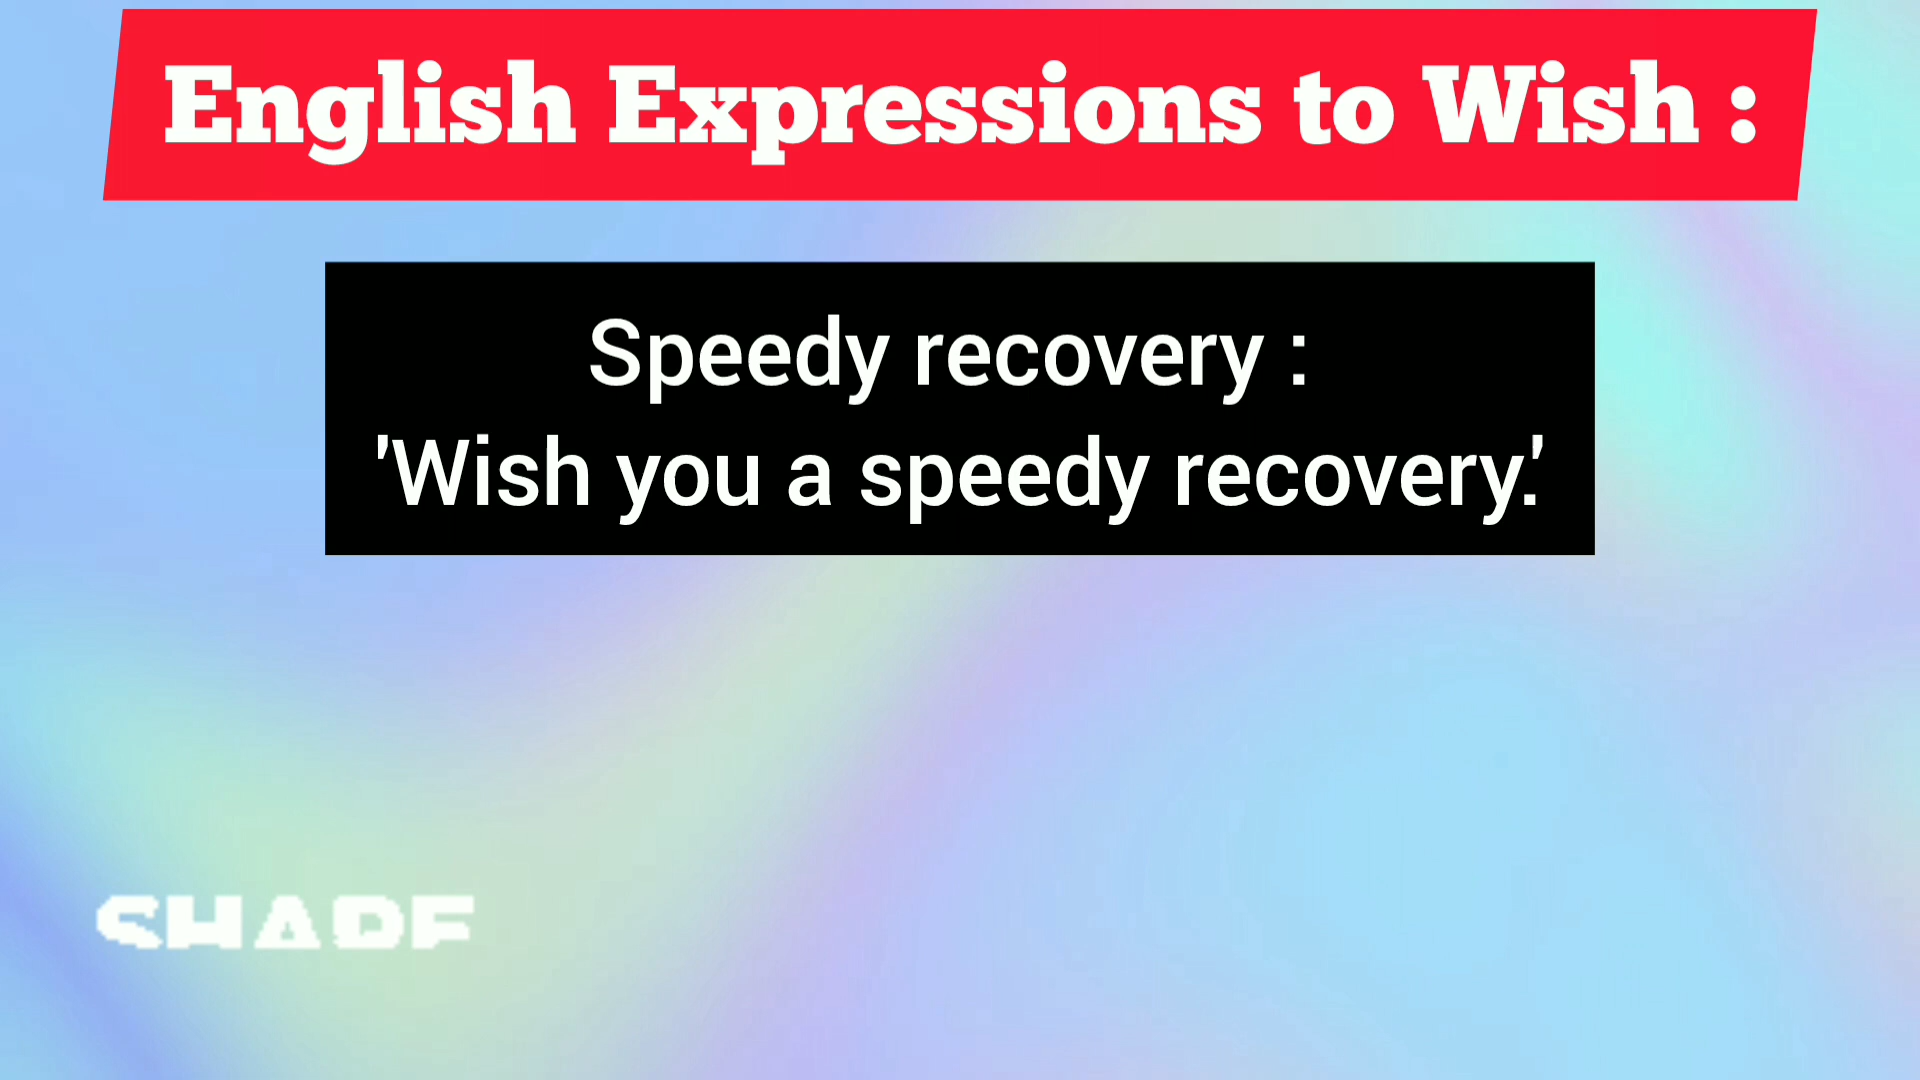 English Expressions to Wish :
Speedy recovery :
'Wish you a speedy recovery.'